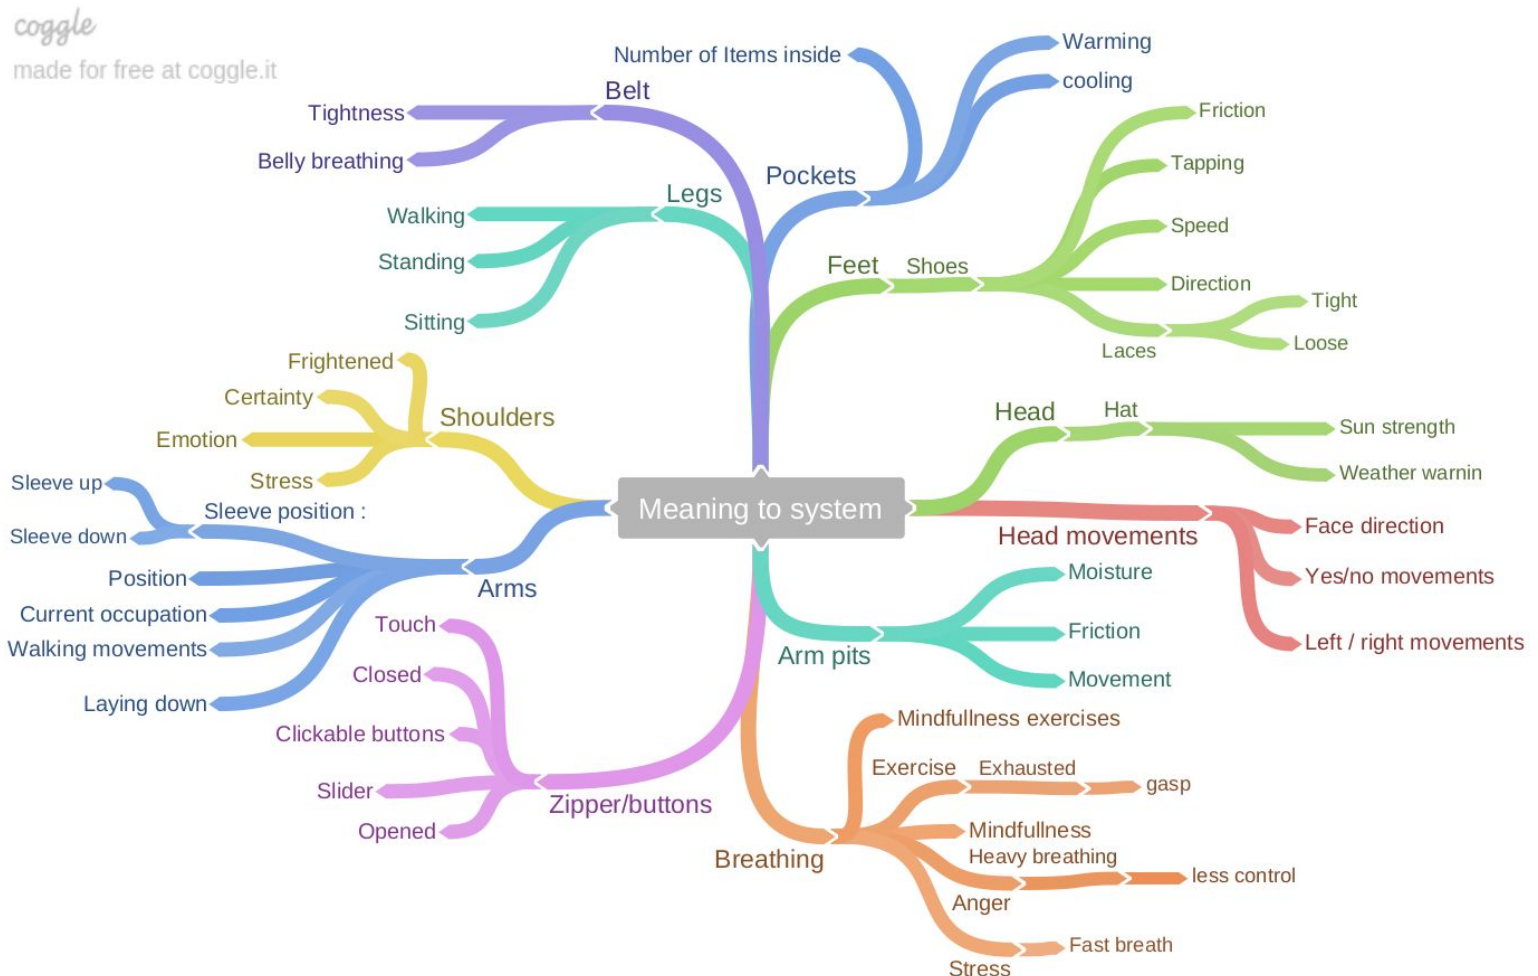 coggle
made for free at coggle.it
Meaning to system
Belt
Tightness
Belly breathing
Legs
Walking
Standing
Sitting
Shoulders
Frightened
Certainty
Emotion
Stress
Arms
Sleeve position :
Sleeve up
Sleeve down
Position
Current occupation
Walking movements
Laying down
Zipper/buttons
Touch
Closed
Clickable buttons
Slider
Opened
Pockets
Number of Items inside
Warming
cooling
Feet
Shoes
Friction
Tapping
Speed
Direction
Laces
Tight
Loose
Head
Hat
Sun strength
Weather warnin
Head movements
Face direction
Yes/no movements
Left / right movements
Arm pits
Moisture
Friction
Movement
Breathing
Mindfullness exercises
Exercise
Exhausted
gasp
Mindfullness
Anger
Heavy breathing
less control
Stress
Fast breath